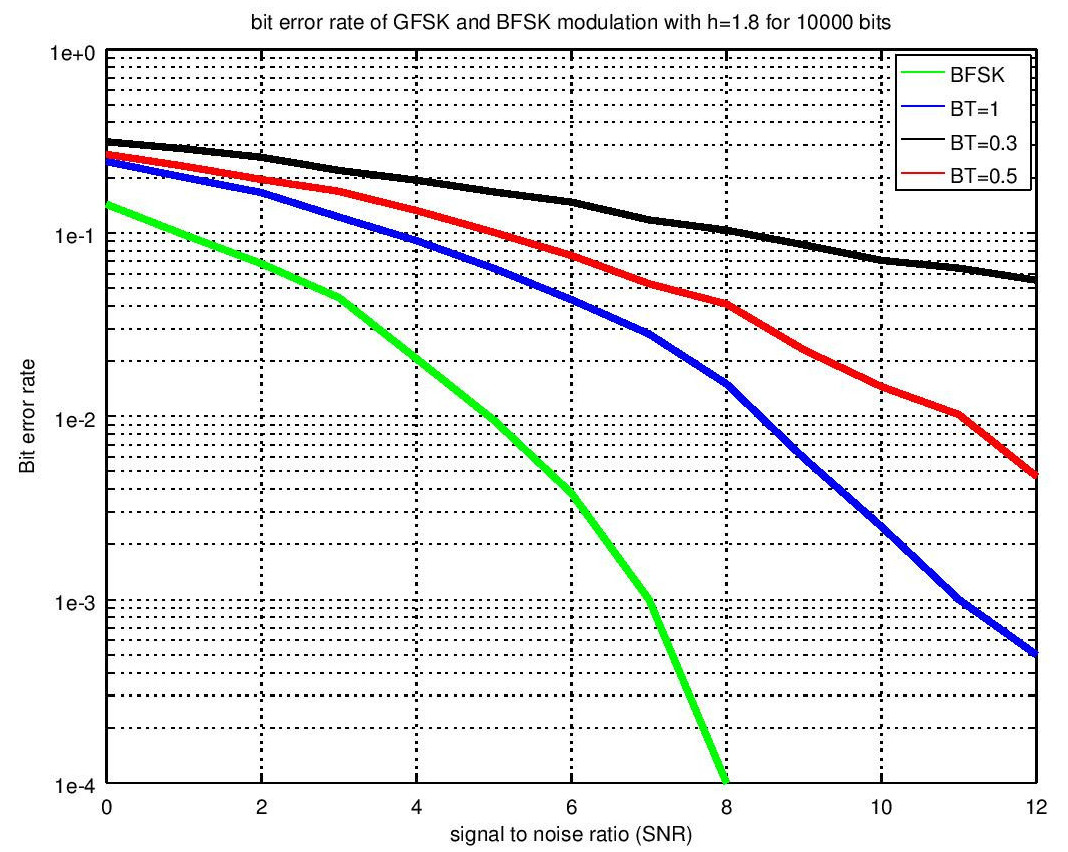 bit error rate of GFSK and BFSK modulation with h=1.8 for 10000 bits
1e+0
1e-1
1e-2
1e-3
1e-4
Bit error rate
BFSK
BT=1
BT=0.3
BT=0.5
0 2 4 6 8 10 12
signal to noise ratio (SNR)